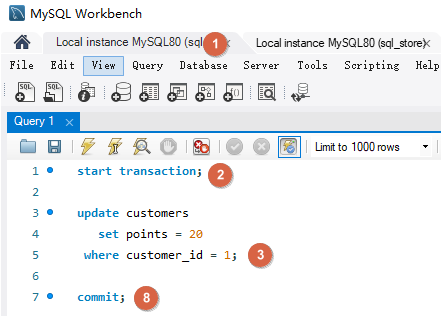 MySQL Workbench
Local instance MySQL80 (sql 1 Local instance MySQL80 (sql_store)
File Edit View Query Database Server Tools Scripting Help
Query 1
Limit to 1000 rows
1 start transaction; 2
2
3 update customers
4 set points = 20
5 where customer_id = 1; 3
6
7 commit; 8